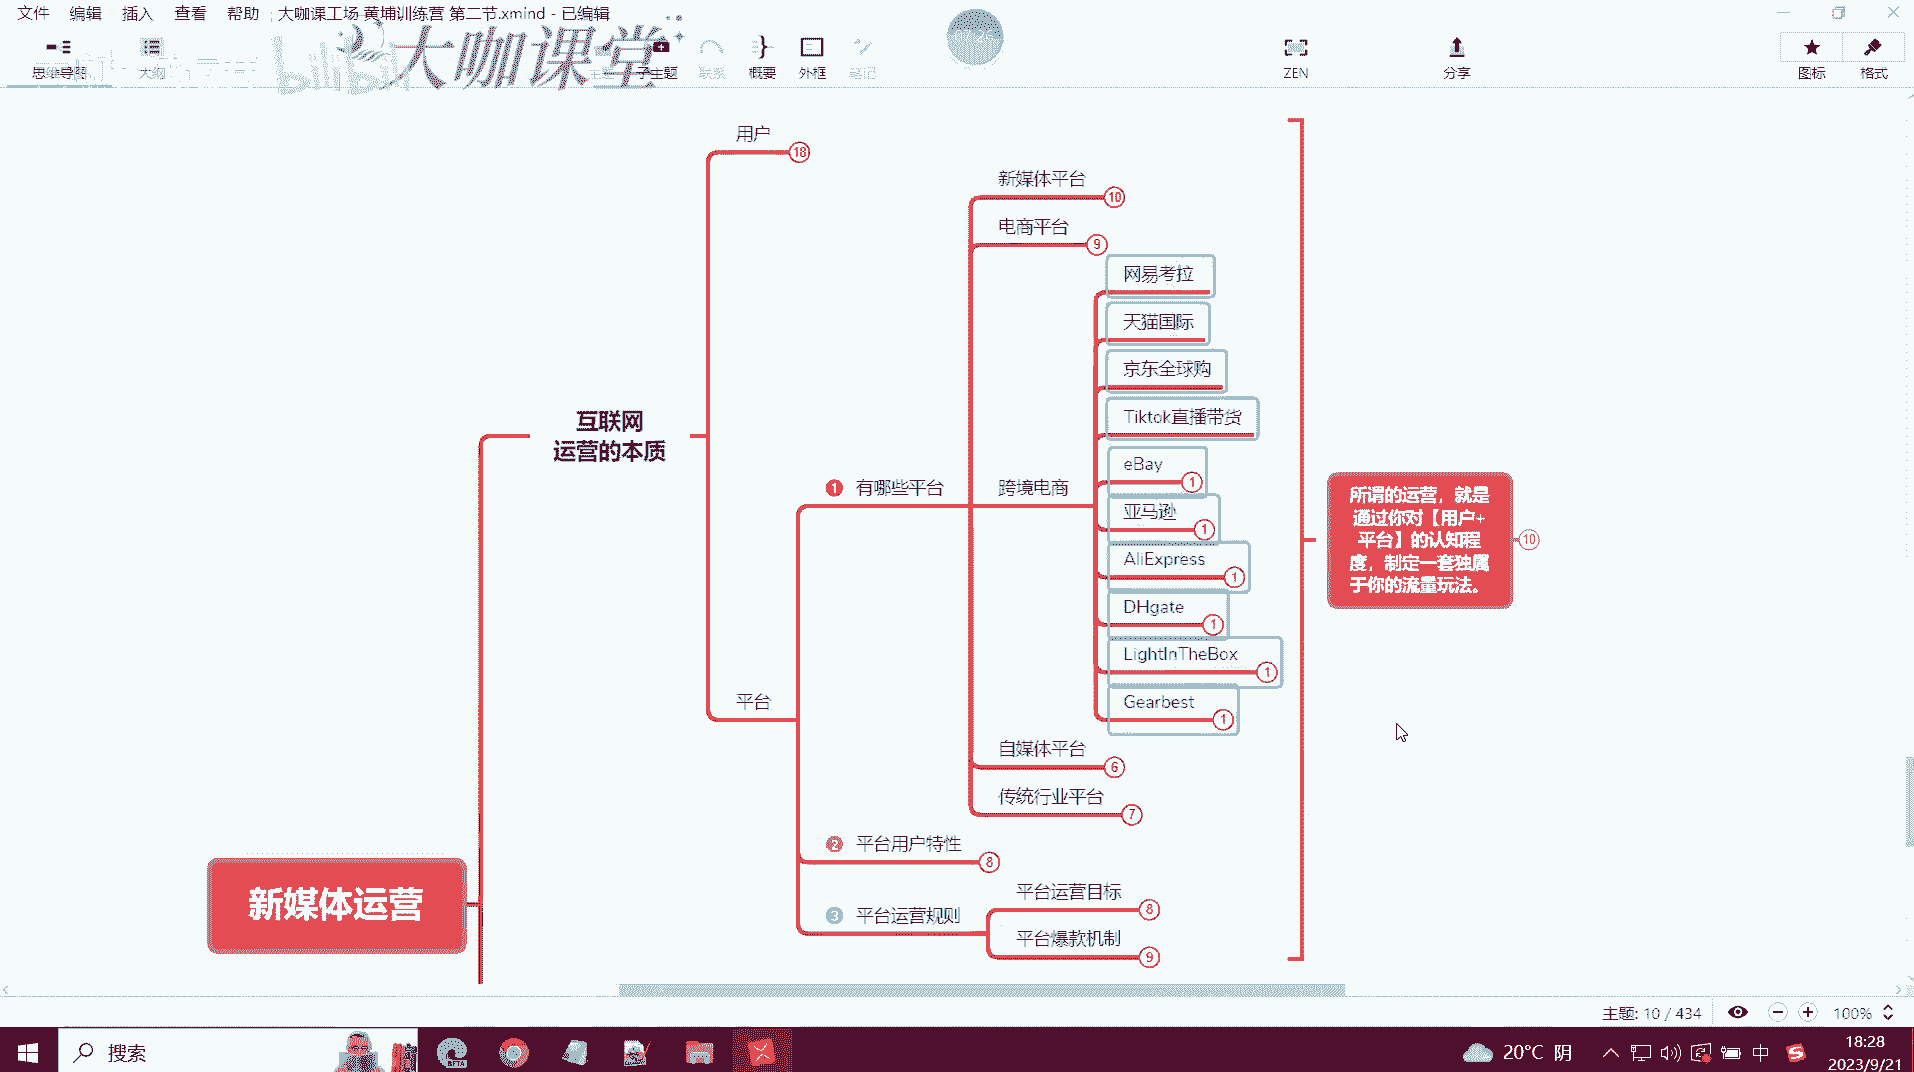 文件 编辑 插入 查看 帮助 大咖课工场 黄埔训练营 第二节.xmind - 已编辑
大咖课堂
bilibili
思维导图 大纲 主题 子主题 联系 概要 外框 笔记 ZEN 分享 图标 格式
用户
18
新媒体平台
10
电商平台
9
网易考拉
天猫国际
京东全球购
Tiktok直播带货
互联网
运营的本质
eBay
1
1 有哪些平台
跨境电商
亚马逊
1
AliExpress
1
DHgate
1
LightInTheBox
1
Gearbest
1
所谓的运营，就是
通过你对【用户+
平台】的认知程
度，制定一套独属
于你的流量玩法。
10
平台
自媒体平台
6
传统行业平台
7
2 平台用户特性
8
平台运营目标
8
3 平台运营规则
平台爆款机制
9
新媒体运营
主题: 10 / 434
100%
搜索
BETA
20°C 阴
中
18:28
2023/9/21